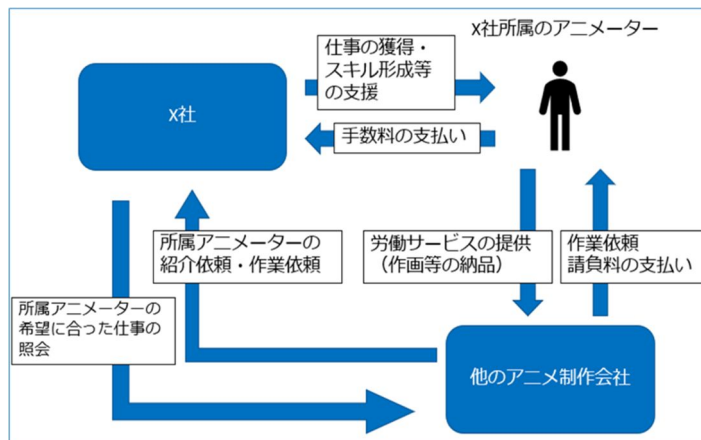 x社所属のアニメーター
仕事の獲得・
スキル形成等
の支援
x社
手数料の支払い
所属アニメーターの
紹介依頼・作業依頼
労働サービスの提供
（作画等の納品）
作業依頼
請負料の支払い
所属アニメーターの
希望に合った仕事の
照会
他のアニメ制作会社